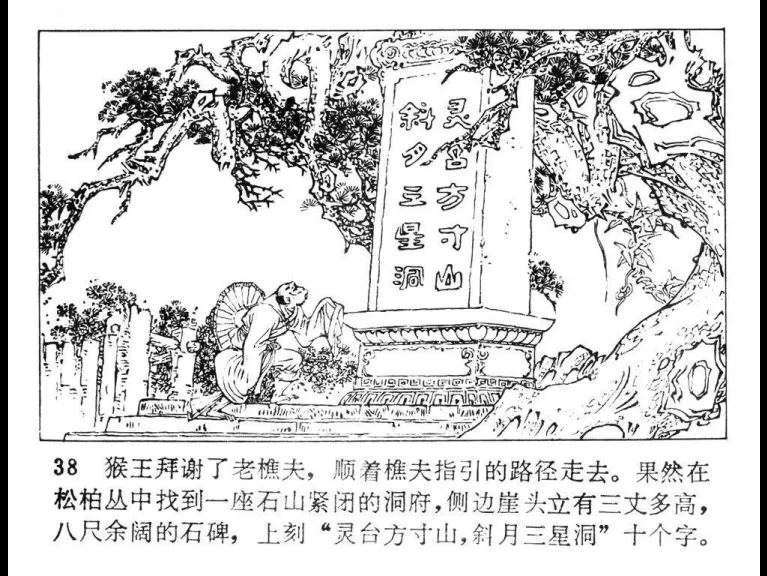 灵台方寸山
斜月三星洞
38 猴王拜谢了老樵夫，顺着樵夫指引的路径走去。果然在
松柏丛中找到一座石山紧闭的洞府，侧边崖头立有三丈多高，
八尺余阔的石碑，上刻“灵台方寸山，斜月三星洞”十个字。